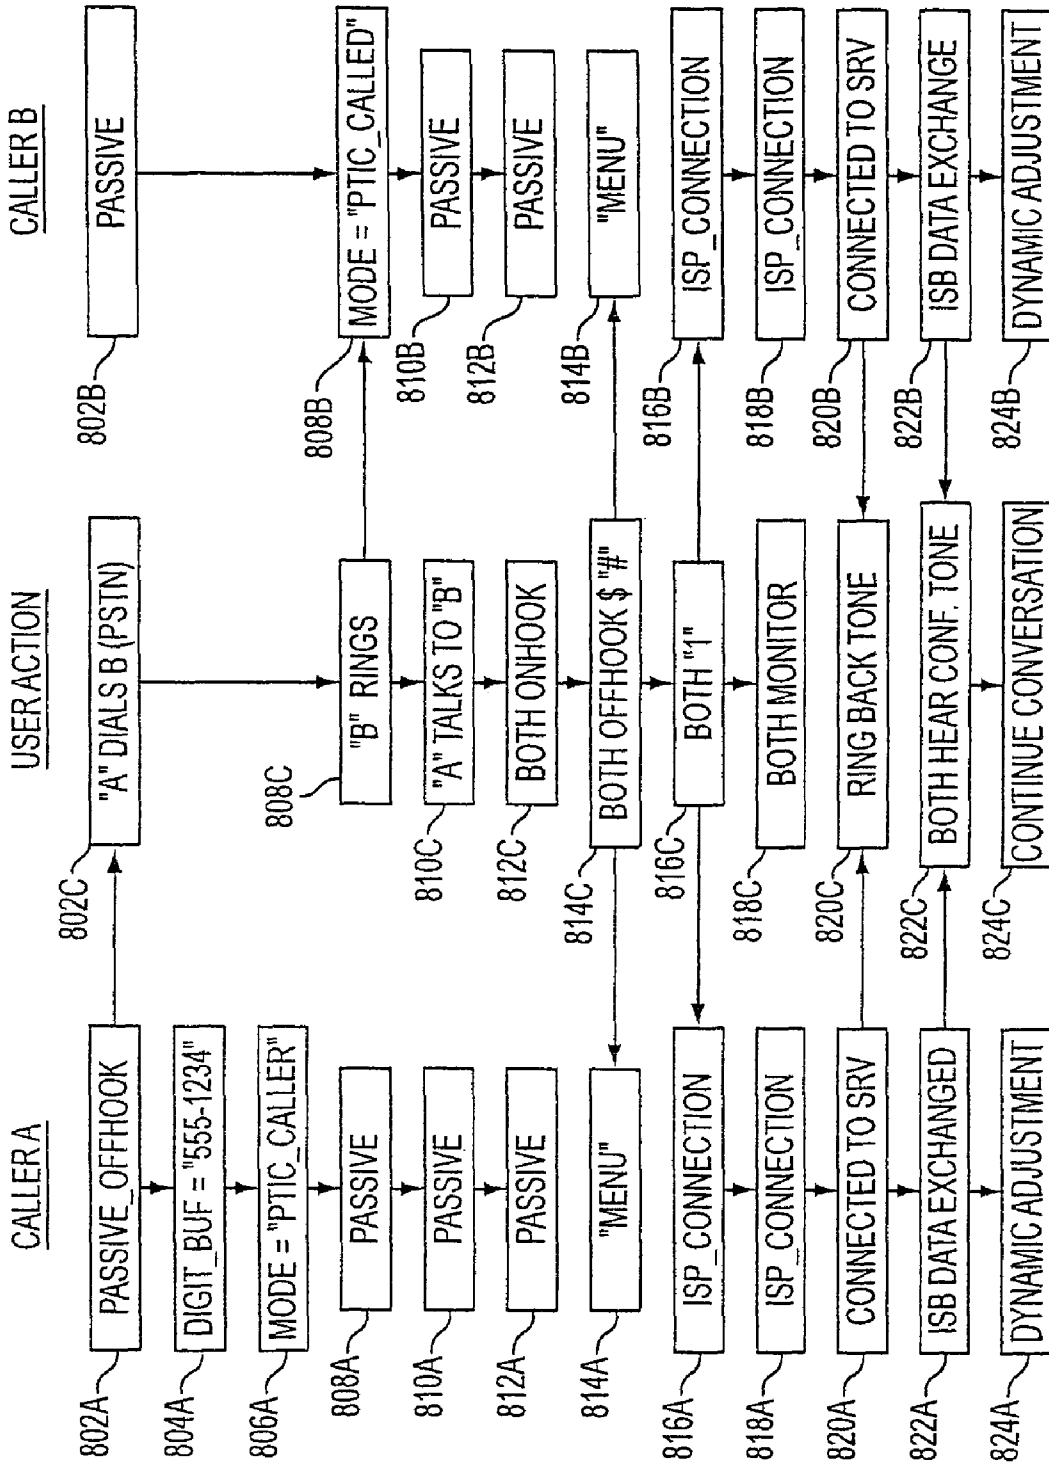 CALLER A
802A PASSIVE_OFFHOOK
804A DIGIT_BUF = "555-1234"
806A MODE = "PTIC_CALLER"
808A PASSIVE
810A PASSIVE
812A PASSIVE
814A "MENU"
816A ISP_CONNECTION
818A ISP_CONNECTION
820A CONNECTED TO SRV
822A ISB DATA EXCHANGED
824A DYNAMIC ADJUSTMENT
USER ACTION
802C "A" DIALS B (PSTN)
808C "B" RINGS
810C "A" TALKS TO "B"
812C BOTH ONHOOK
814C BOTH OFFHOOK $ "#"
816C BOTH "1"
818C BOTH MONITOR
820C RING BACK TONE
822C BOTH HEAR CONF. TONE
824C CONTINUE CONVERSATION
CALLER B
802B PASSIVE
808B MODE = "PTIC_CALLED"
810B PASSIVE
812B PASSIVE
814B "MENU"
816B ISP_CONNECTION
818B ISP_CONNECTION
820B CONNECTED TO SRV
822B ISB DATA EXCHANGE
824B DYNAMIC ADJUSTMENT